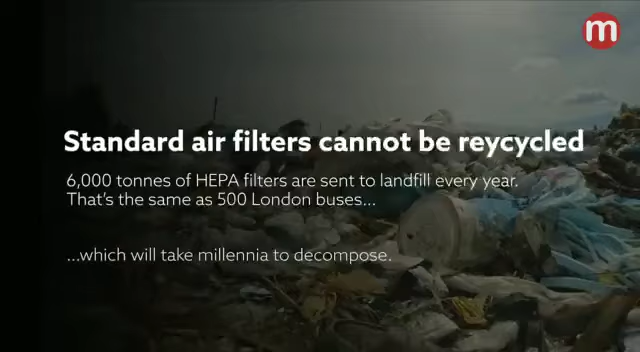 m
Standard air filters cannot be reycycled
6,000 tonnes of HEPA filters are sent to landfill every year.
That's the same as 500 London buses...
...which will take millennia to decompose.